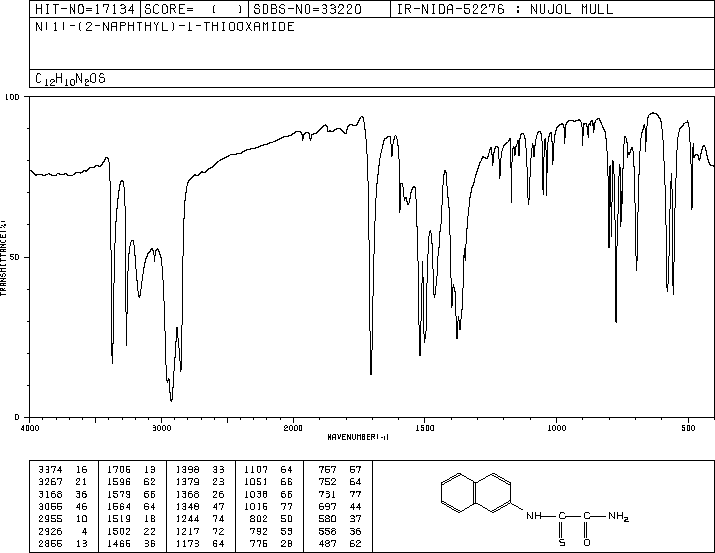 HIT-NO=17134 SCORE= ( ) SDBS-NO=33220 IR-NIDA-52276 : NUJOL MULL
N(1)-(2-NAPHTHYL)-1-THIOOXAMIDE
C12H10N2OS
100
50
0
TRANSMITTANCE(%)
4000 3000 2000 1500 1000 500
WAVENUMBER(-1)
3374 16 1706 13 1398 33 1107 64 767 57
3267 21 1596 62 1379 23 1051 66 752 64
3168 36 1579 66 1368 26 1038 66 731 77
3055 46 1564 64 1348 47 1016 77 697 44
2955 10 1519 18 1244 74 802 50 580 37
2926 4 1502 22 1217 72 792 55 558 36
2855 13 1466 36 1173 64 776 28 487 62
NH C C NH2
S O